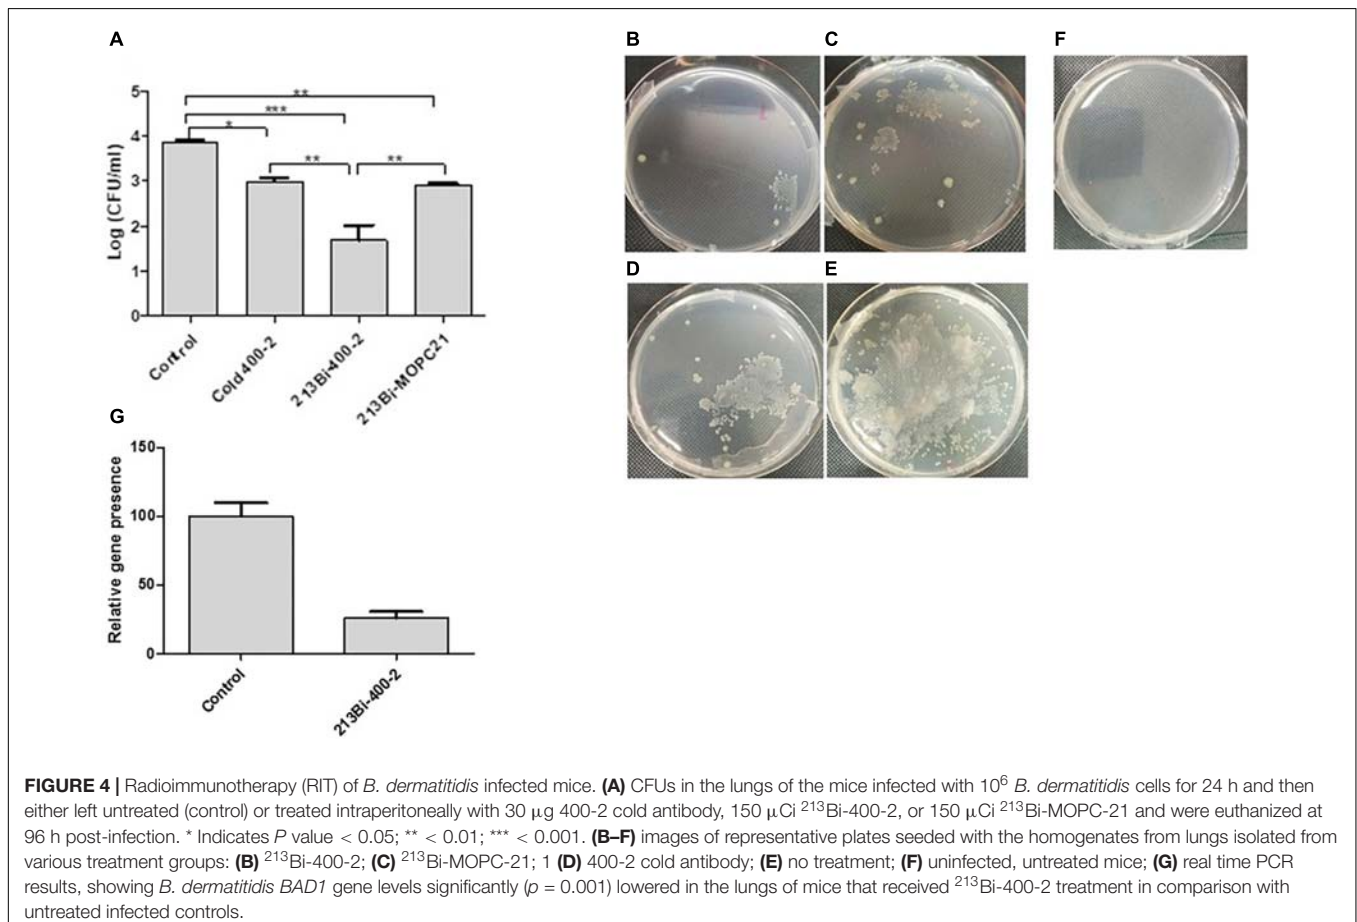 A
B
C
F
5
4
3
2
1
0
Log (CFU/ml)
**
***
*
**
**
Control
Cold 400-2
213Bi-400-2
213Bi-MOPC21
D
E
G
150
100
50
0
Relative gene presence
Control
213Bi-400-2
FIGURE 4 | Radioimmunotherapy (RIT) of B. dermatitidis infected mice. (A) CFUs in the lungs of the mice infected with 10⁶ B. dermatitidis cells for 24 h and then
either left untreated (control) or treated intraperitoneally with 30 μg 400-2 cold antibody, 150 μCi ²¹³Bi-400-2, or 150 μCi ²¹³Bi-MOPC-21 and were euthanized at
96 h post-infection. * Indicates P value < 0.05; ** < 0.01; *** < 0.001. (B–F) images of representative plates seeded with the homogenates from lungs isolated from
various treatment groups: (B) ²¹³Bi-400-2; (C) ²¹³Bi-MOPC-21; 1 (D) 400-2 cold antibody; (E) no treatment; (F) uninfected, untreated mice; (G) real time PCR
results, showing B. dermatitidis BAD1 gene levels significantly (p = 0.001) lowered in the lungs of mice that received ²¹³Bi-400-2 treatment in comparison with
untreated infected controls.